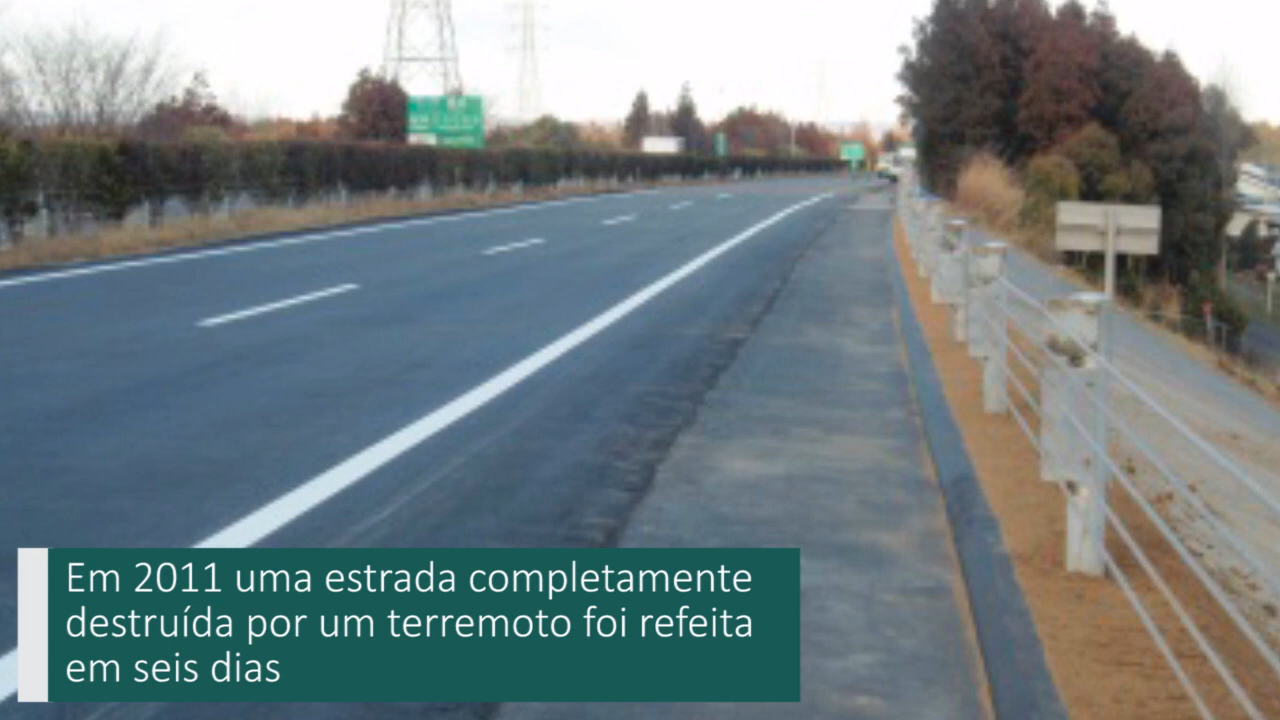 Em 2011 uma estrada completamente
destruída por um terremoto foi refeita
em seis dias